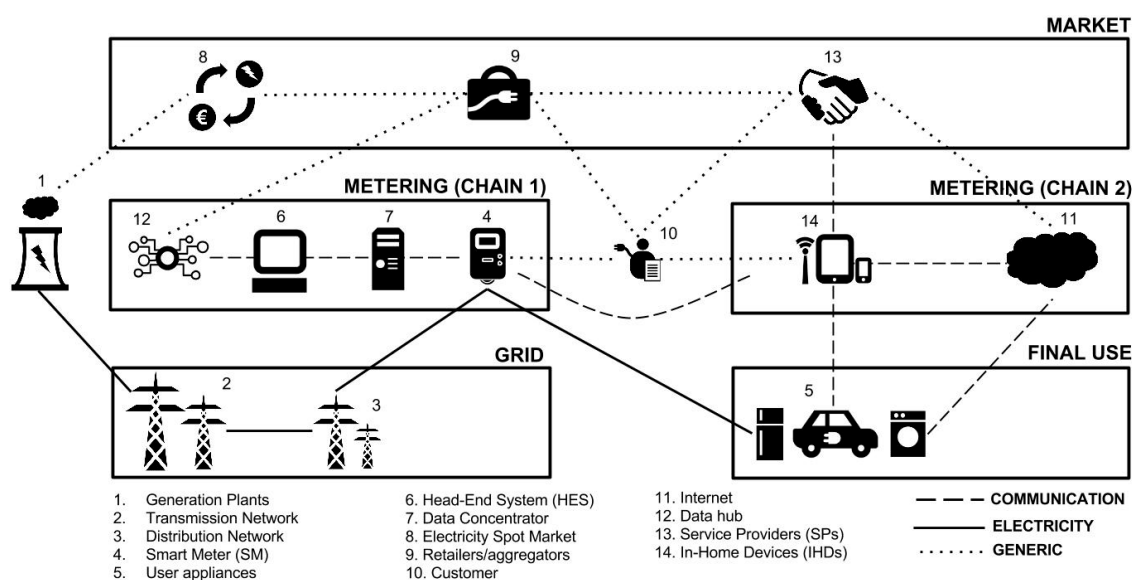 MARKET
8
9
13
1
METERING (CHAIN 1)
METERING (CHAIN 2)
12
6
7
4
10
14
11
€
GRID
FINAL USE
2
3
5
1. Generation Plants
2. Transmission Network
3. Distribution Network
4. Smart Meter (SM)
5. User appliances
6. Head-End System (HES)
7. Data Concentrator
8. Electricity Spot Market
9. Retailers/aggregators
10. Customer
11. Internet
12. Data hub
13. Service Providers (SPs)
14. In-Home Devices (IHDs)
COMMUNICATION
ELECTRICITY
GENERIC